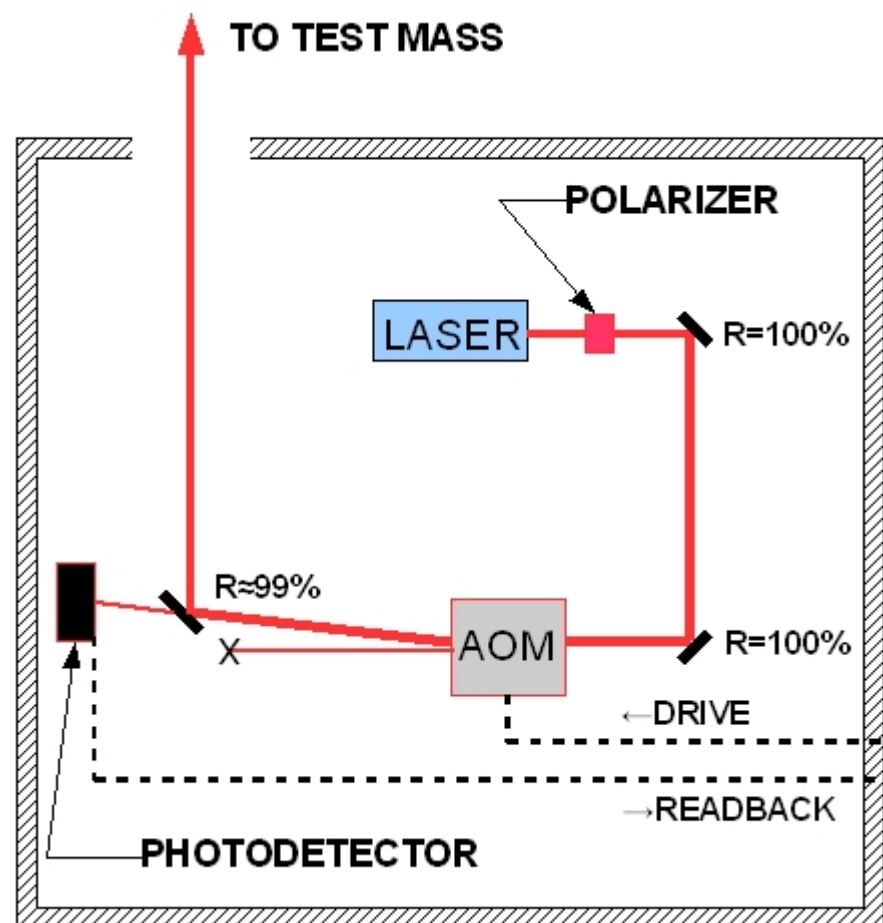 TO TEST MASS
POLARIZER
LASER
R=100%
R≈99%
X
AOM
R=100%
←DRIVE
→READBACK
PHOTODETECTOR